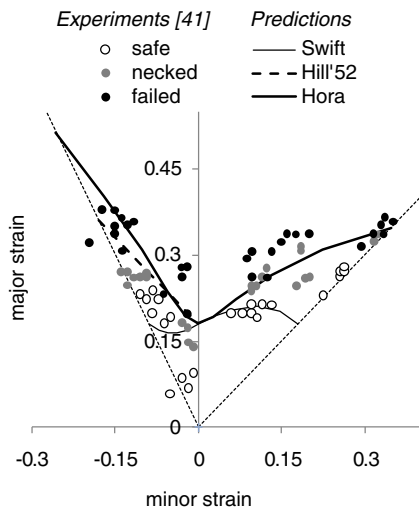 Experiments [41] Predictions
safe Swift
necked Hill'52
failed Hora
0.45
0.3
0.15
0
-0.3 -0.15 0 0.15 0.3
major strain
minor strain